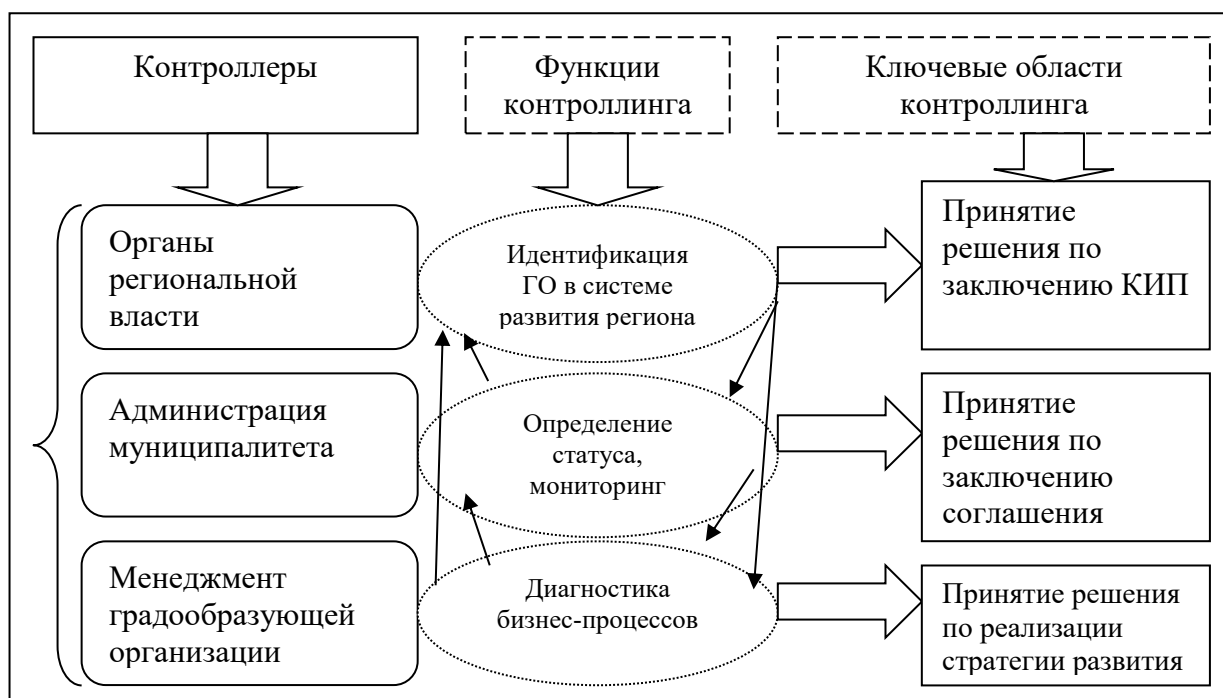 Контроллеры
Функции
контроллинга
Ключевые области
контроллинга
Органы
региональной
власти
Идентификация
ГО в системе
развития региона
Принятие
решения по
заключению КИП
Администрация
муниципалитета
Определение
статуса,
мониторинг
Принятие
решения по
заключению
соглашения
Менеджмент
градообразующей
организации
Диагностика
бизнес-процессов
Принятие решения
по реализации
стратегии развития